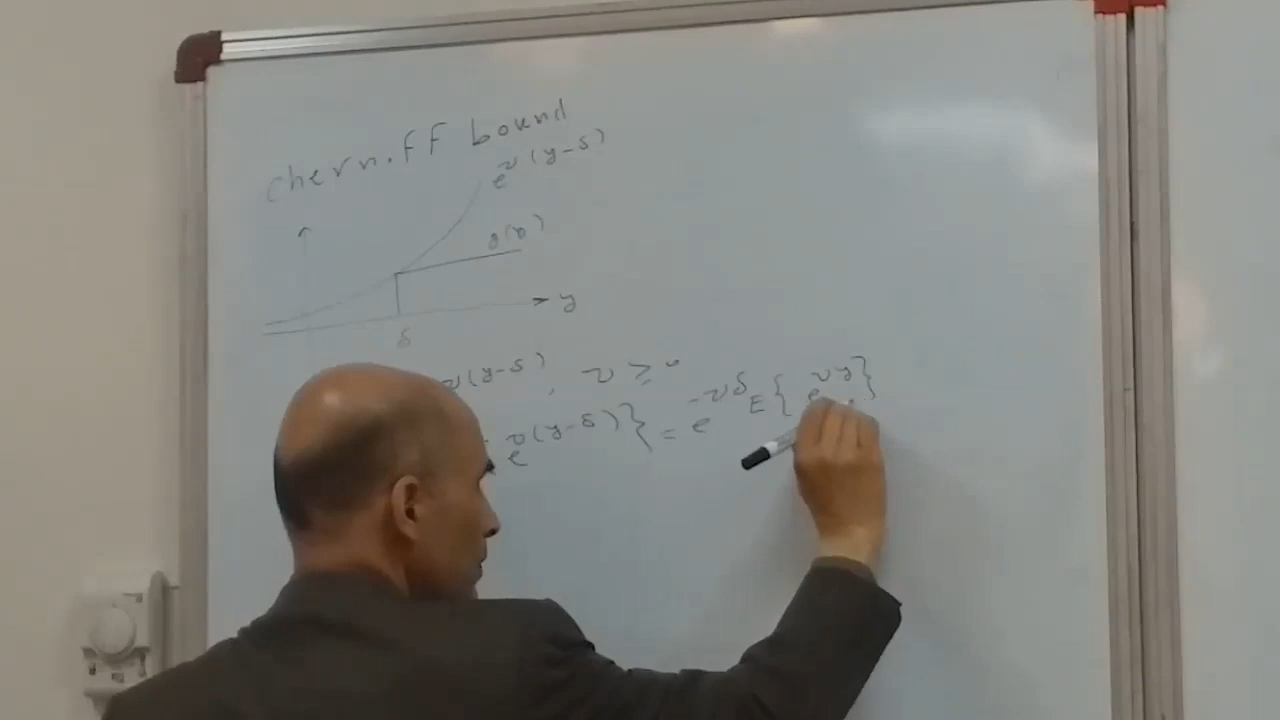 chernoff bound
e^{v(y-δ)}
g(y)
y
δ
v(y-δ), v ≥ 0
e^{v(y-δ)}} = e^{-vδ} E{e^{vy}}